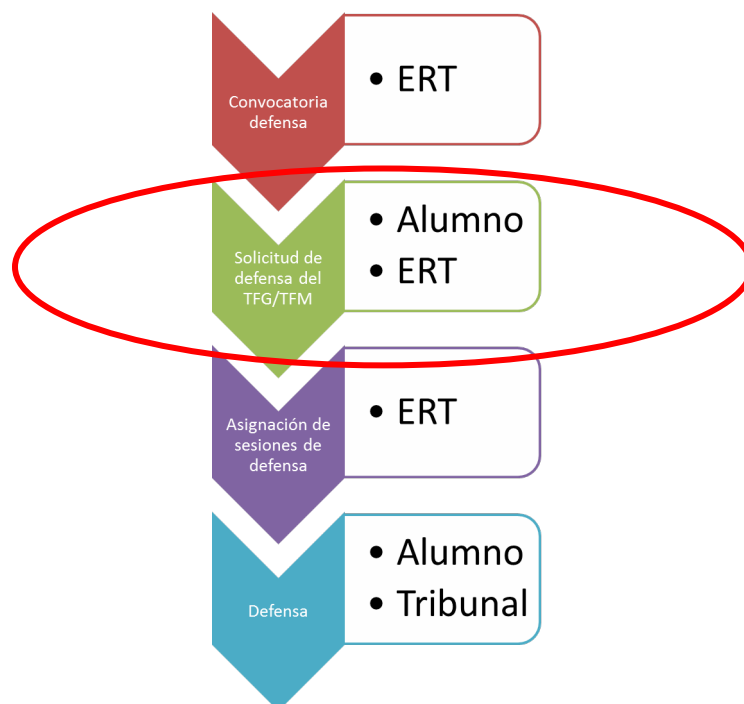 Convocatoria
defensa
• ERT
Solicitud de
defensa del
TFG/TFM
• Alumno
• ERT
Asignación de
sesiones de
defensa
• ERT
Defensa
• Alumno
• Tribunal